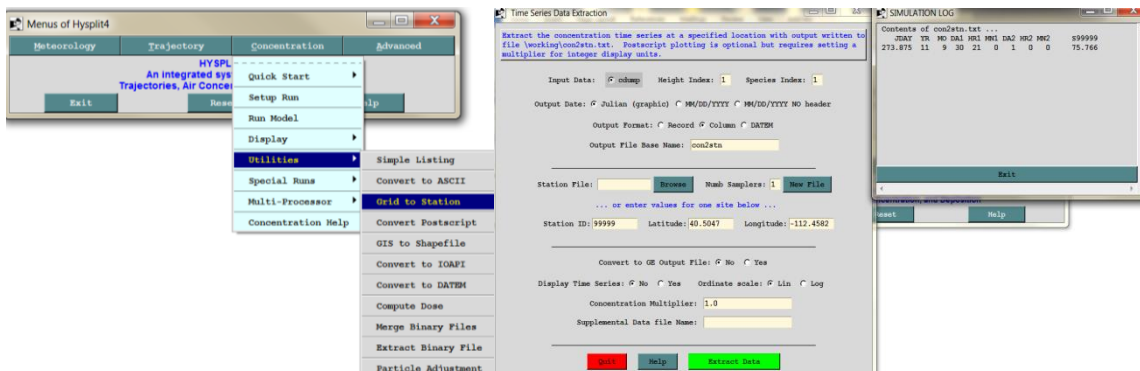 Menus of Hysplit4
Meteorology Trajectory Concentration Advanced
HYSPL
An integrated sys
Trajectories, Air Concer
Exit Rese lp
Quick Start
Setup Run
Run Model
Display
Utilities
Special Runs
Multi-Processor
Concentration Help
Simple Listing
Convert to ASCII
Grid to Station
Convert Postscript
GIS to Shapefile
Convert to IOAPI
Convert to DATEM
Compute Dose
Merge Binary Files
Extract Binary File
Particle Adjustment
Time Series Data Extraction
Extract the concentration time series at a specified location with output written to
file \working\con2stn.txt. Postscript plotting is optional but requires setting a
multiplier for integer display units.
Input Data: cdump Height Index: 1 Species Index: 1
Output Date: Julian (graphic) MM/DD/YYYY MM/DD/YYYY NO header
Output Format: Record Column DATEM
Output File Base Name: con2stn
Station File: Browse Numb Samplers: 1 New File
... or enter values for one site below ...
Station ID: 99999 Latitude: 40.5047 Longitude: -112.4582
Convert to GE Output File: No Yes
Display Time Series: No Yes Ordinate scale: Lin Log
Concentration Multiplier: 1.0
Supplemental Data file Name:
Quit Help Extract Data
SIMULATION LOG
Contents of con2stn.txt ...
JDAY YR MO DA1 HR1 MN1 DA2 HR2 MN2 S99999
273.875 11 9 30 21 0 1 0 0 75.766
Exit
Reset Help